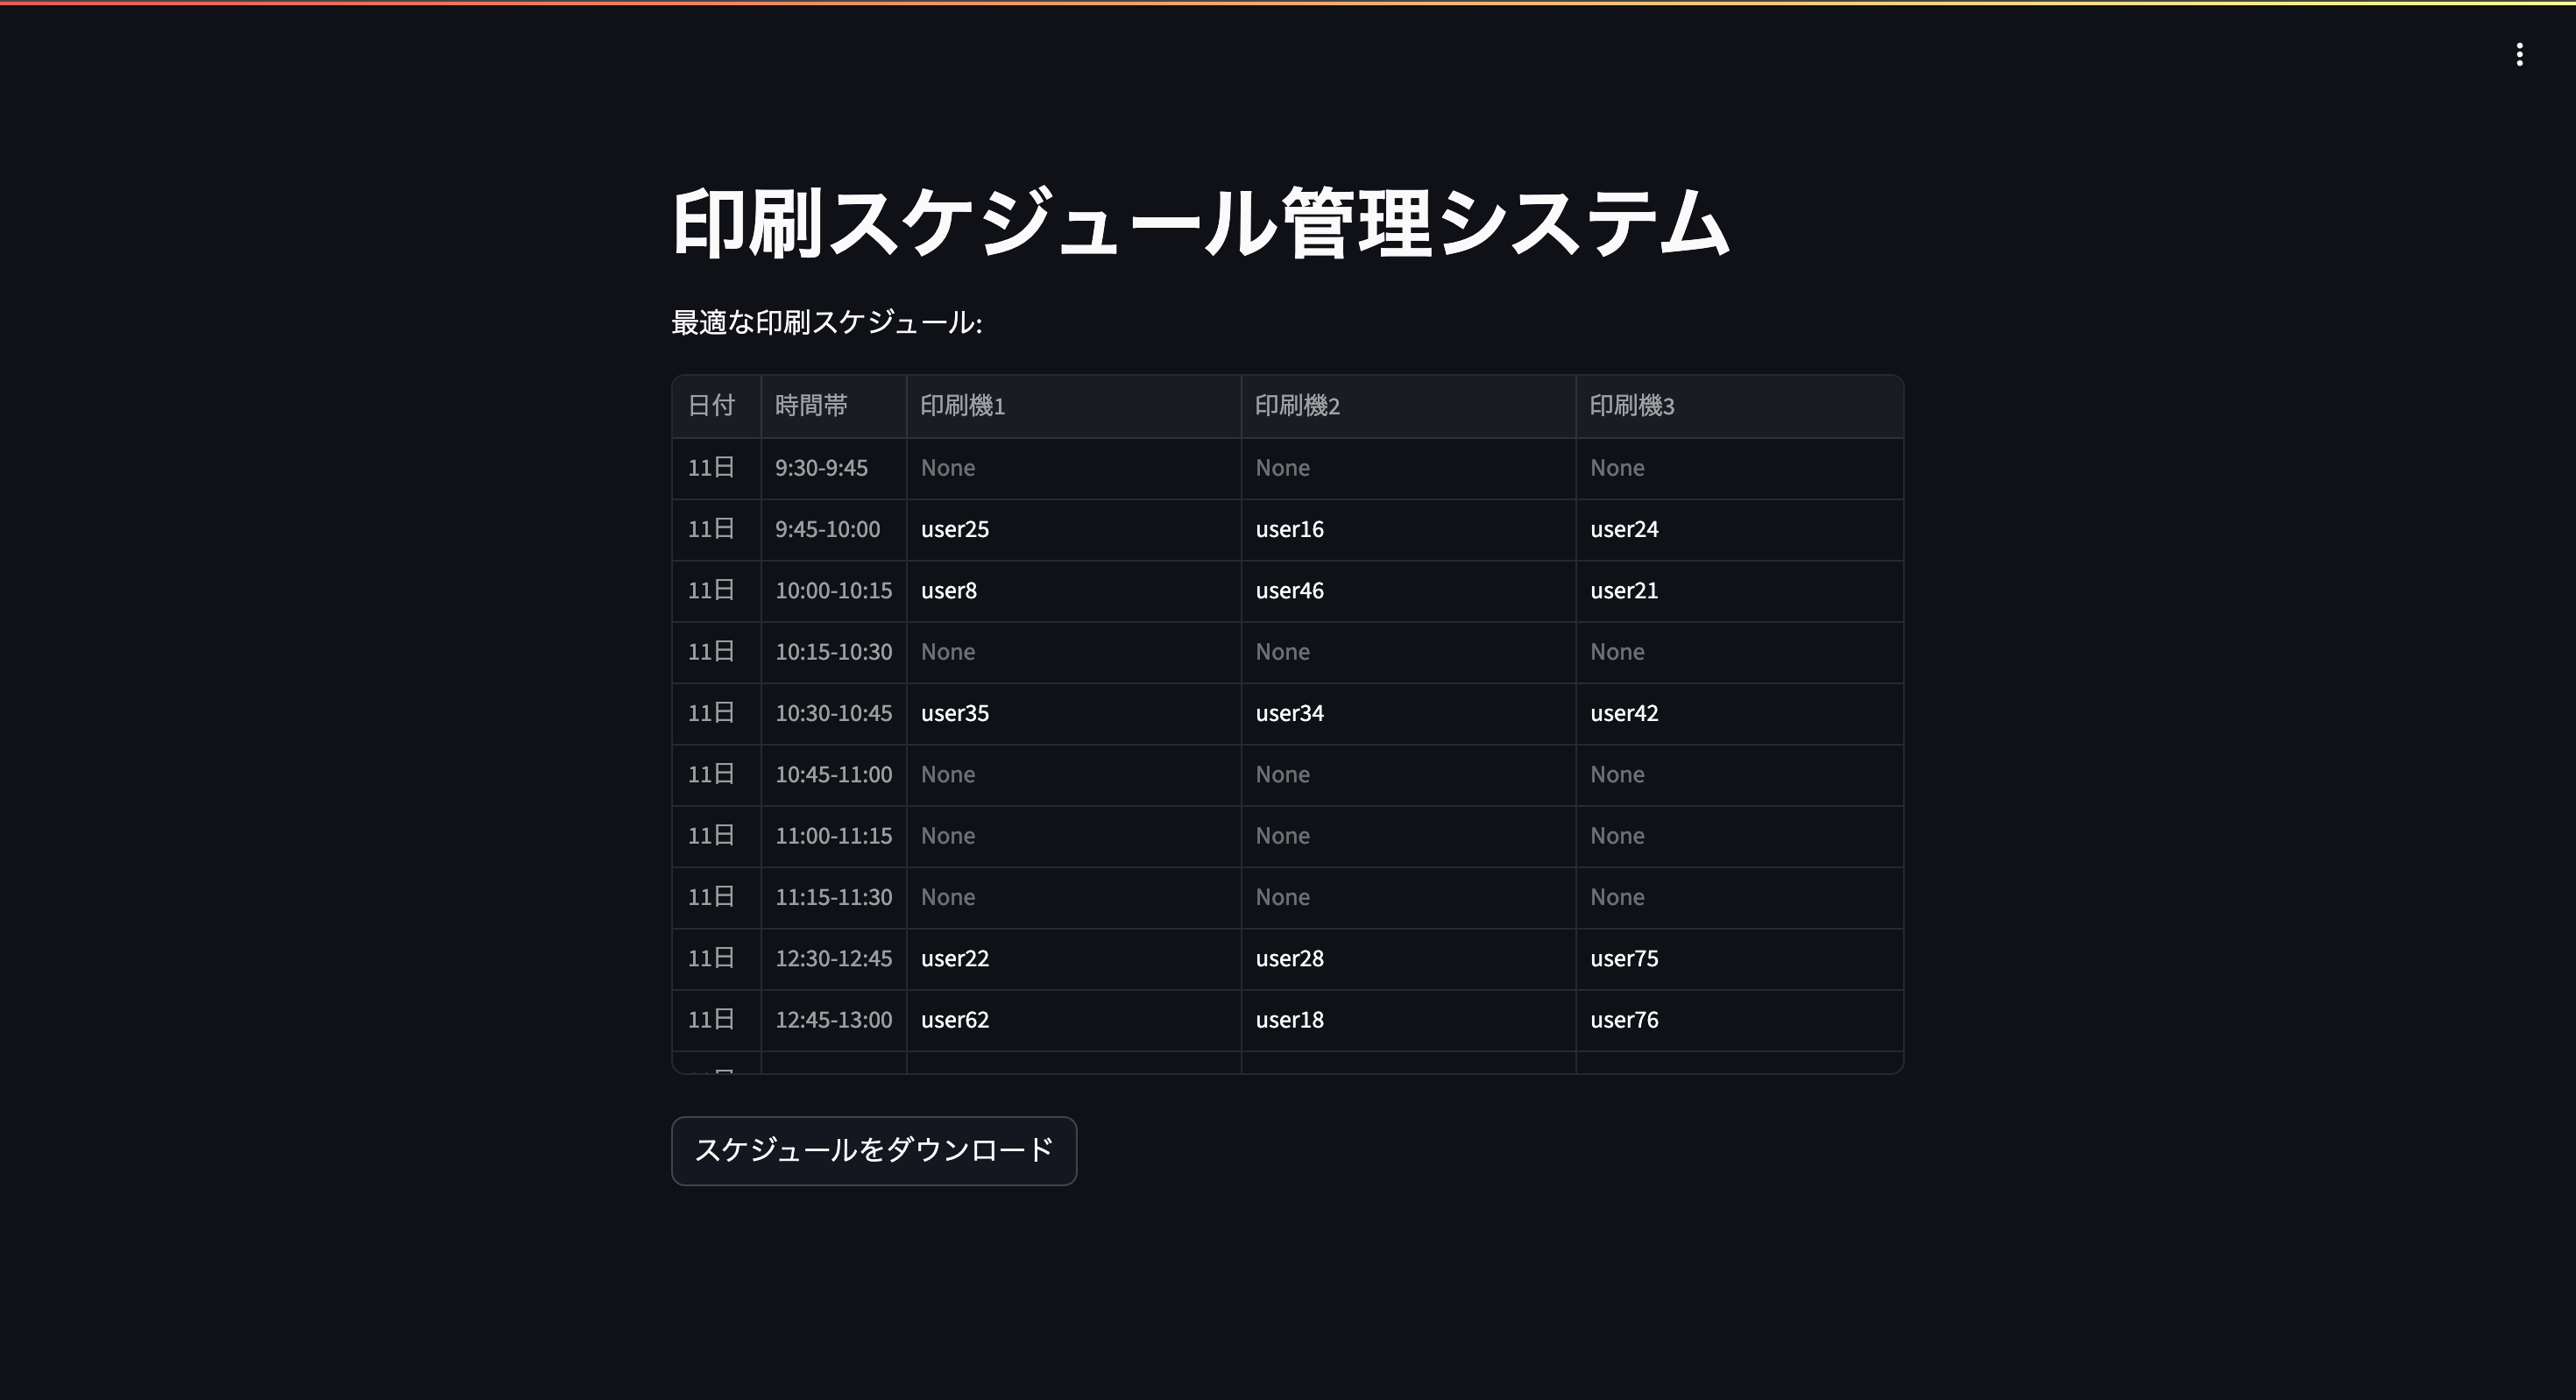 印刷スケジュール管理システム
最適な印刷スケジュール:
日付 時間帯 印刷機1 印刷機2 印刷機3
11日 9:30-9:45 None None None
11日 9:45-10:00 user25 user16 user24
11日 10:00-10:15 user8 user46 user21
11日 10:15-10:30 None None None
11日 10:30-10:45 user35 user34 user42
11日 10:45-11:00 None None None
11日 11:00-11:15 None None None
11日 11:15-11:30 None None None
11日 12:30-12:45 user22 user28 user75
11日 12:45-13:00 user62 user18 user76
スケジュールをダウンロード